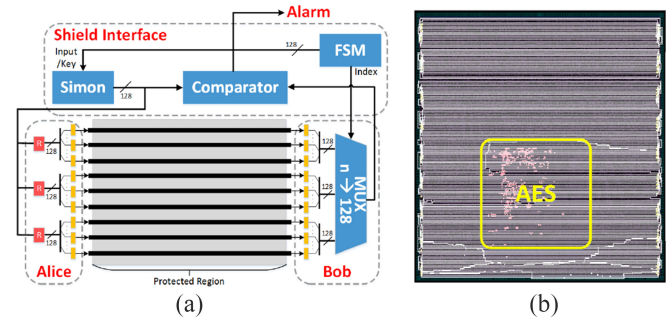 Alarm
Shield Interface
Input
/Key
128
FSM
Index
Simon
128
Comparator
R
128
R
128
R
128
128
128
128
MUX
n → 128
Alice
Bob
Protected Region
AES
(a)
(b)